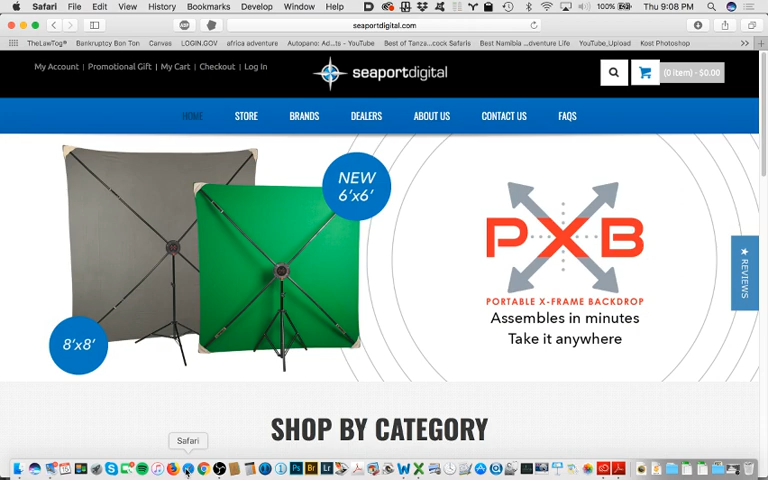 Safari File Edit View History Bookmarks Develop Window Help 100% Thu 9:08 PM
seaportdigital.com
TheLawTog® Bankruptcy Bon Ton Canvas LOGIN.GOV africa adventure Autopano: Ad...ts - YouTube Best of Tanza...ock Safaris Best Namibia ...dventure Life YouTube_Upload Kost Photoshop
My Account | Promotional Gift | My Cart | Checkout | Log In
seaportdigital
(0 item) - $0.00
HOME STORE BRANDS DEALERS ABOUT US CONTACT US FAQS
NEW
6'x6'
8'x8'
PXB
PORTABLE X-FRAME BACKDROP
Assembles in minutes
Take it anywhere
★ REVIEWS
SHOP BY CATEGORY
Safari